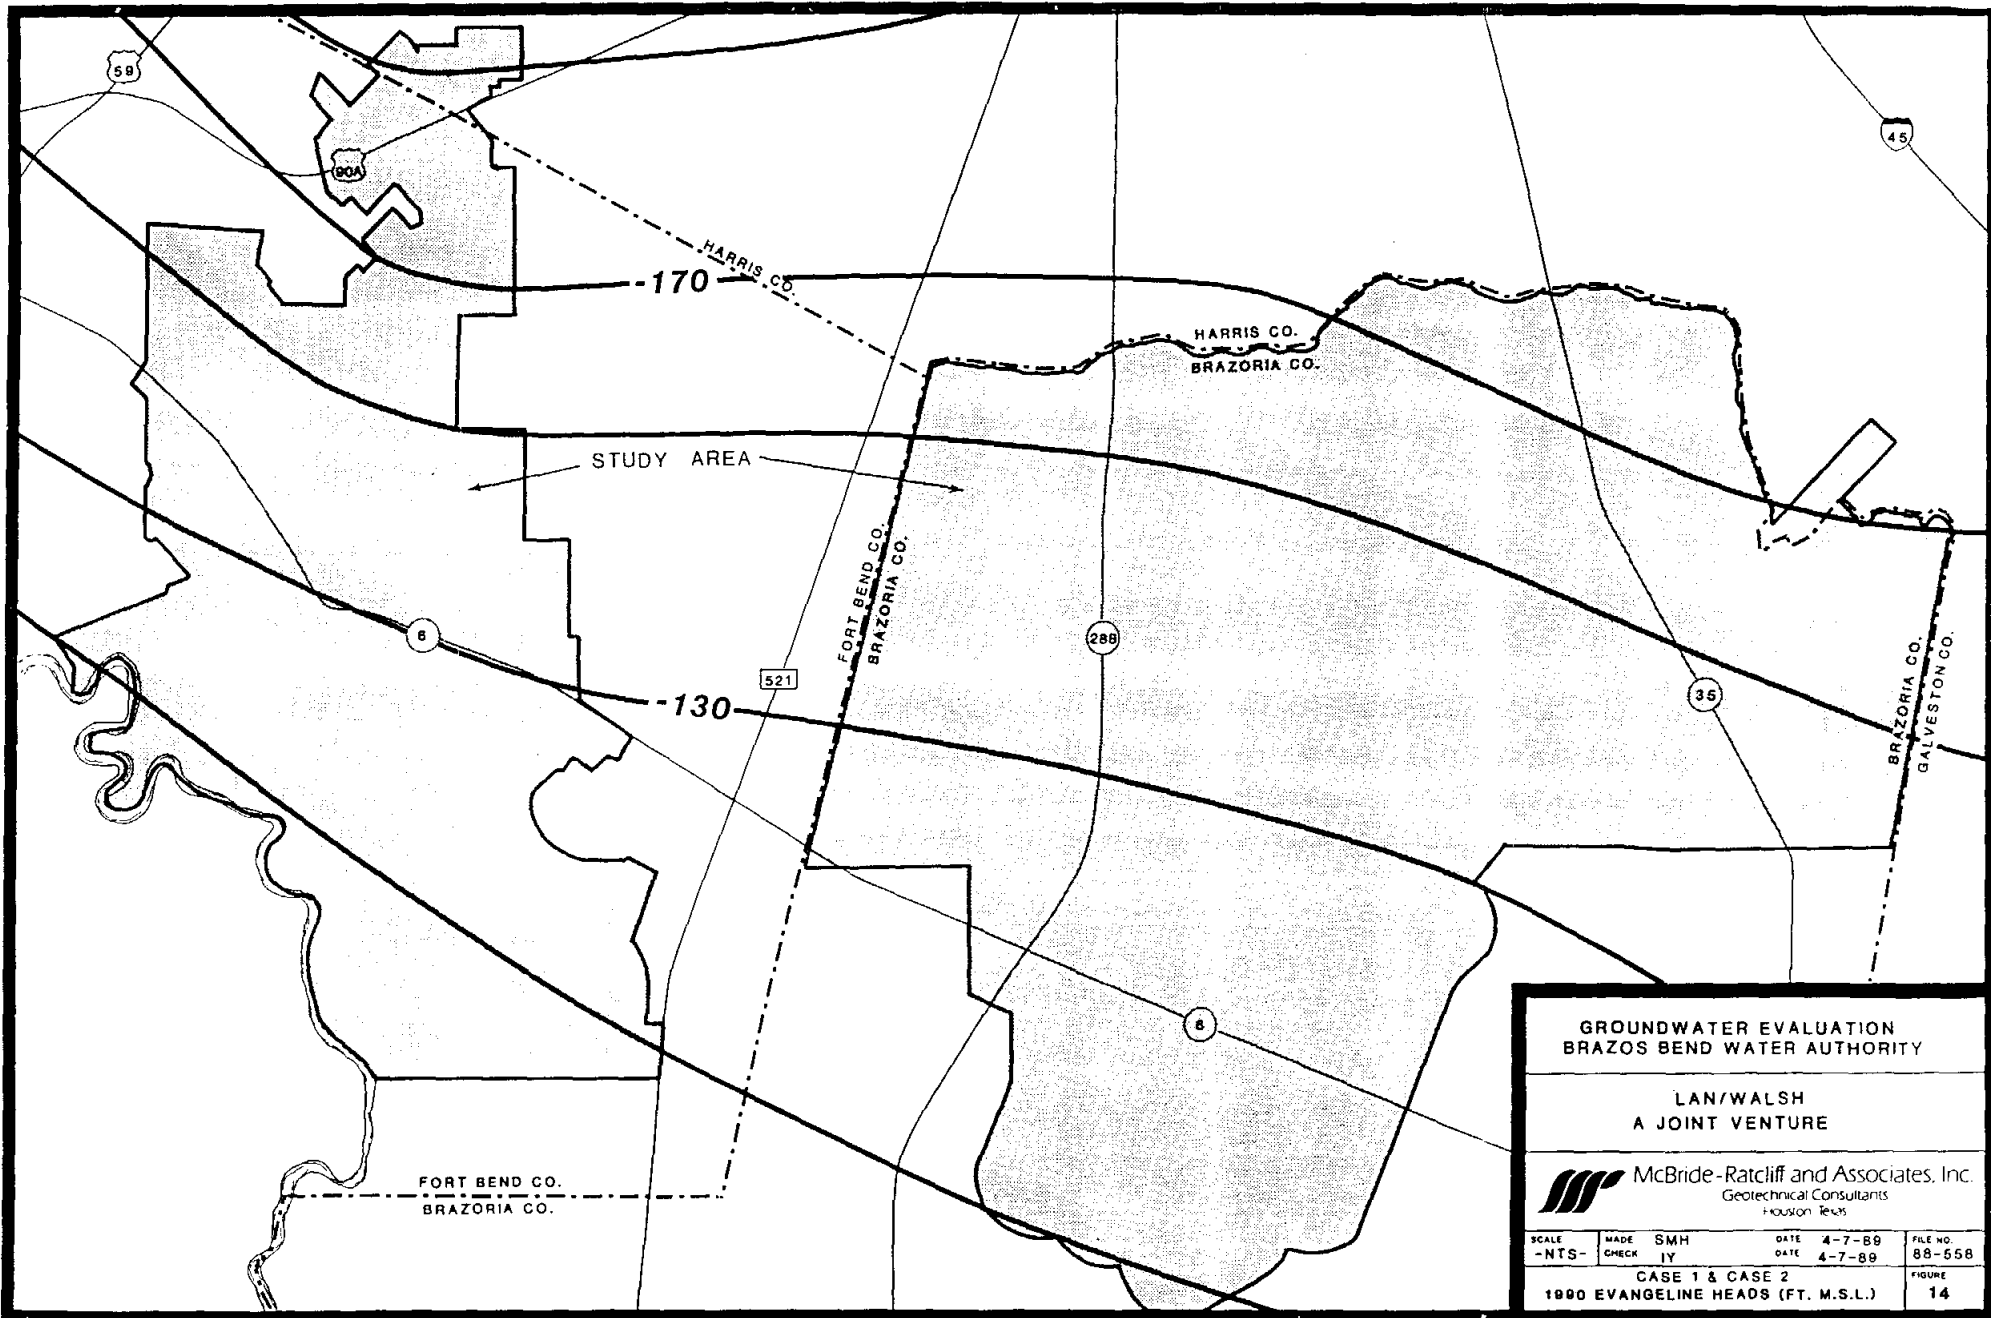 59
45
90A
HARRIS CO.
-170
HARRIS CO.
BRAZORIA CO.
STUDY AREA
FORT BEND CO.
BRAZORIA CO.
6
288
521
35
BRAZORIA CO.
GALVESTON CO.
-130
6
FORT BEND CO.
BRAZORIA CO.
GROUNDWATER EVALUATION
BRAZOS BEND WATER AUTHORITY
LAN/WALSH
A JOINT VENTURE
McBride-Ratcliff and Associates, Inc.
Geotechnical Consultants
Houston Texas
SCALE
-NTS-
MADE SMH DATE 4-7-89
CHECK IY DATE 4-7-89
FILE NO.
88-558
CASE 1 & CASE 2
1990 EVANGELINE HEADS (FT. M.S.L.)
FIGURE
14